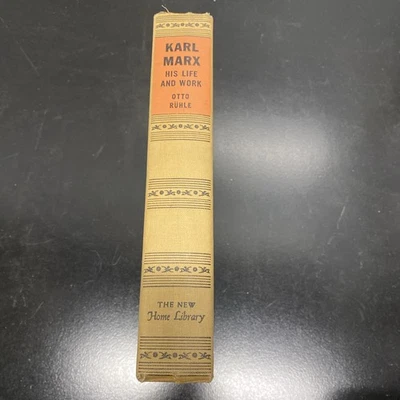 KARL
MARX
HIS LIFE
AND WORK
OTTO
RÜHLE
THE NEW
Home Library